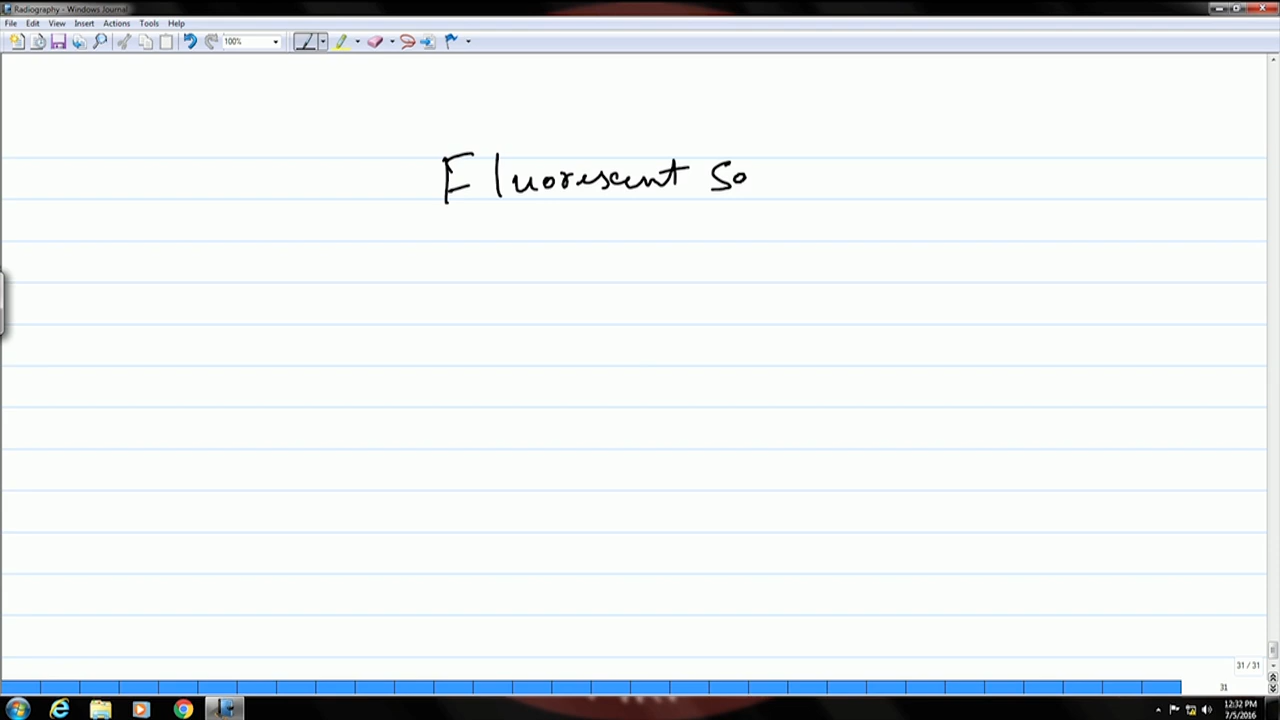 Radiography - Windows Journal
File Edit View Insert Actions Tools Help
100%
Fluorescent So
31 / 31
31
12:32 PM
7/5/2016